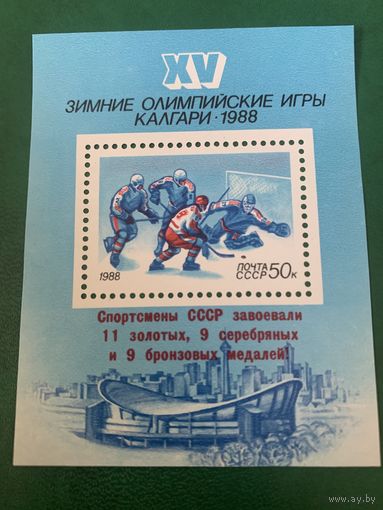 XV
ЗИМНИЕ ОЛИМПИЙСКИЕ ИГРЫ
КАЛГАРИ · 1988
1988
ПОЧТА
СССР 50к
Спортсмены СССР завоевали
11 золотых, 9 серебряных
и 9 бронзовых медалей!
ay.by